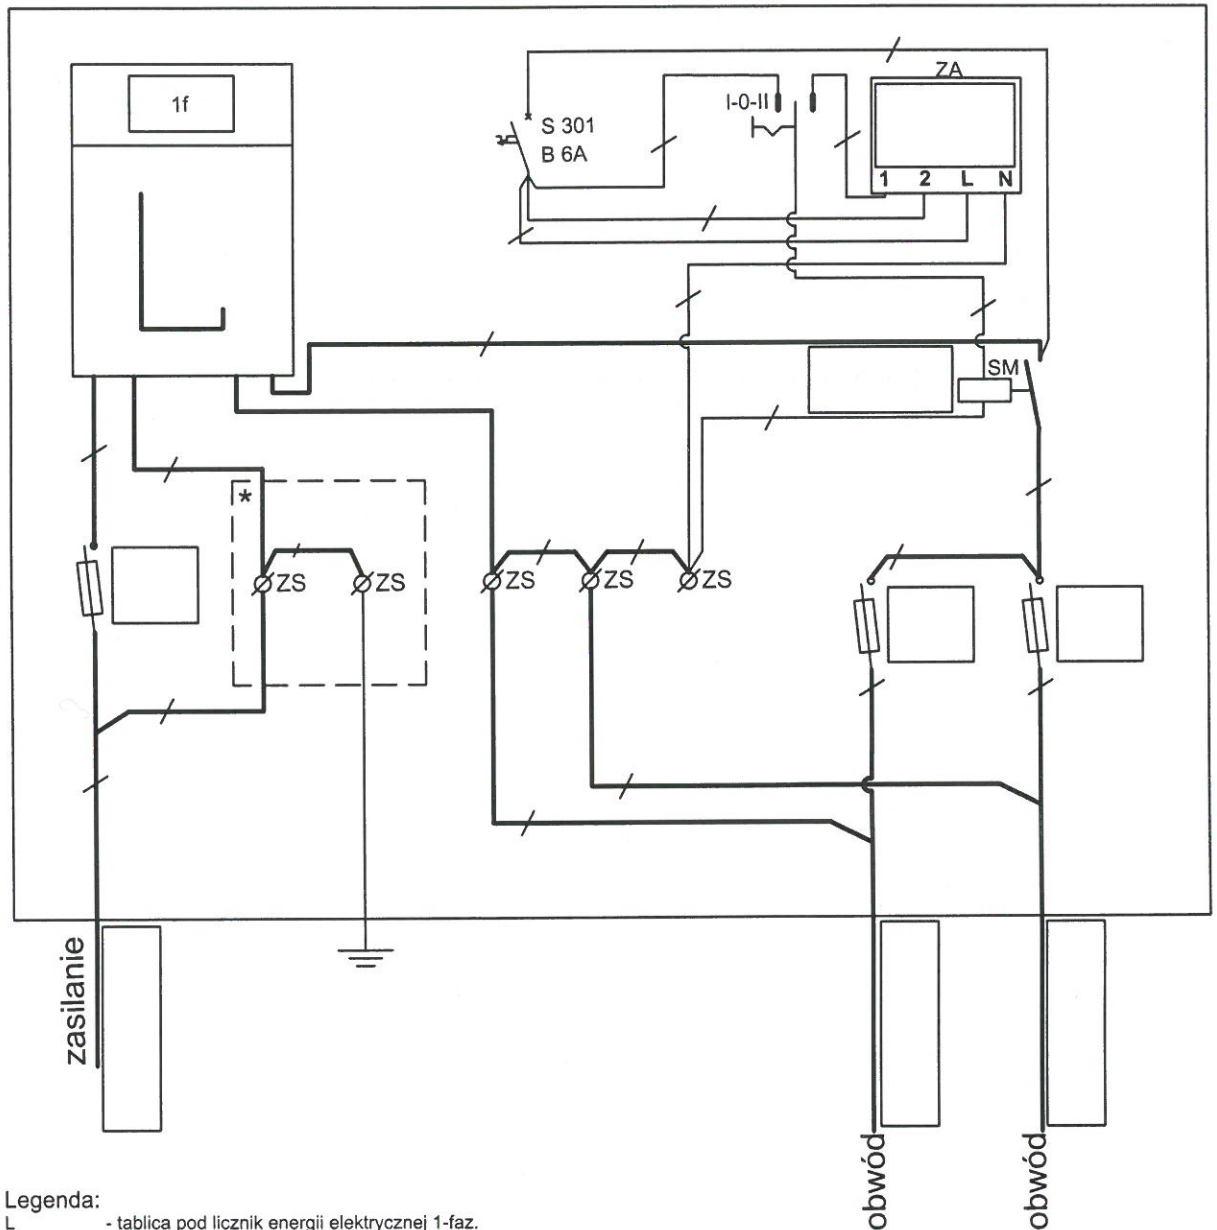 ZA
1f
I-0-II
S 301
B 6A
1 2 L N
SM
*
ZS
ZS
ZS
ZS
ZS
zasilanie
obwód
obwód
Legenda:
L - tablica pod licznik energii elektrycznej 1-faz.